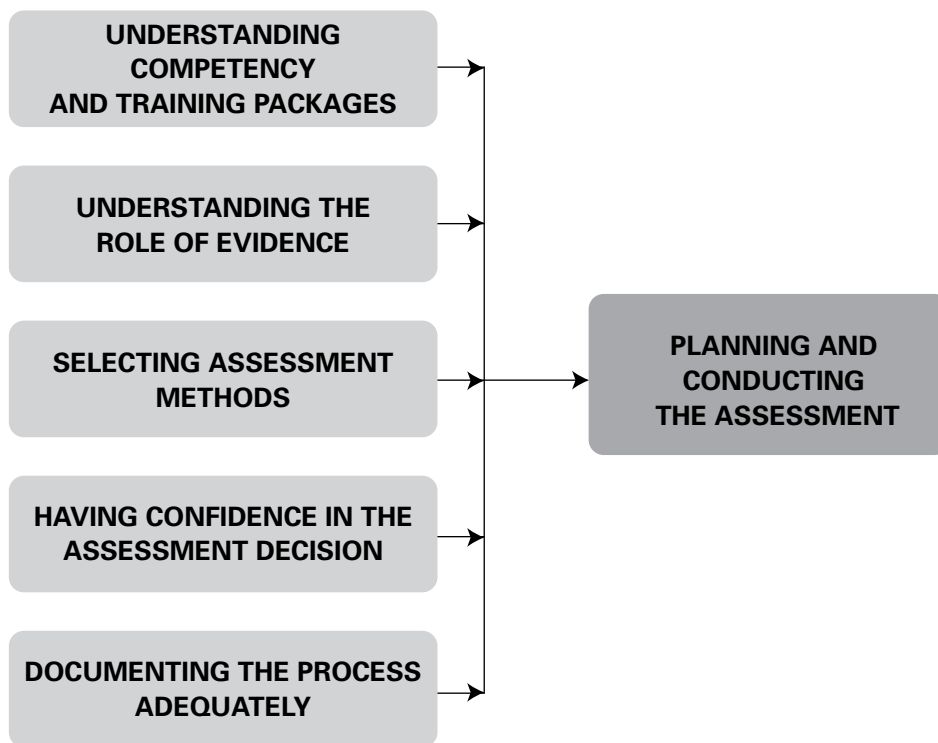 UNDERSTANDING
COMPETENCY
AND TRAINING PACKAGES
UNDERSTANDING THE
ROLE OF EVIDENCE
SELECTING ASSESSMENT
METHODS
HAVING CONFIDENCE IN THE
ASSESSMENT DECISION
DOCUMENTING THE PROCESS
ADEQUATELY
PLANNING AND
CONDUCTING
THE ASSESSMENT